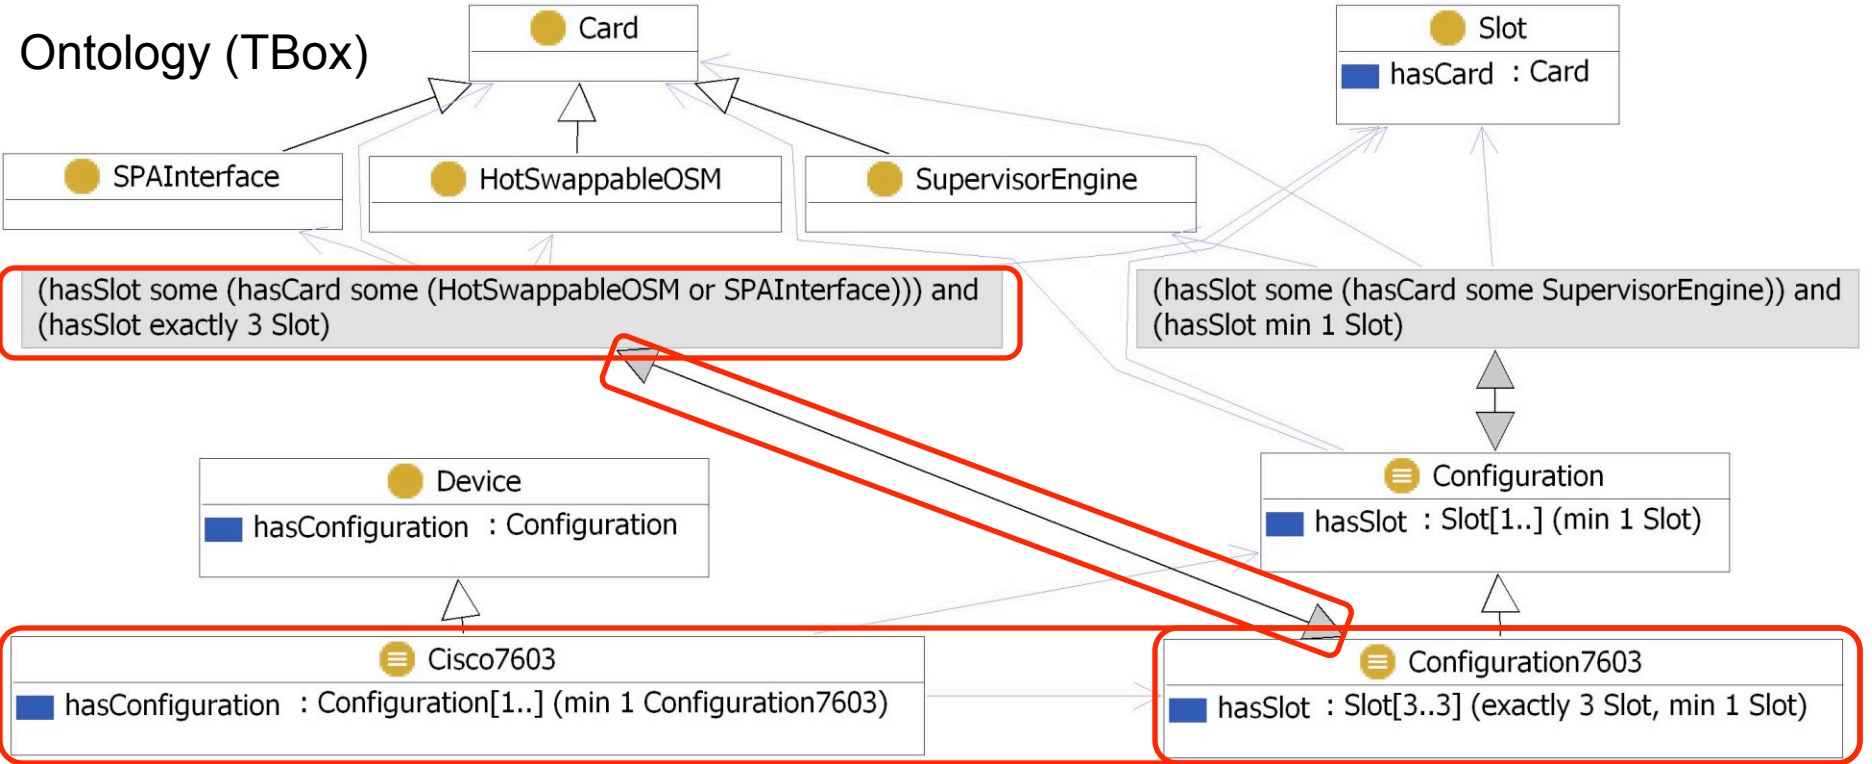 Ontology (TBox)
Card
Slot
hasCard : Card
SPAInterface
HotSwappableOSM
SupervisorEngine
(hasSlot some (hasCard some (HotSwappableOSM or SPAInterface))) and
(hasSlot exactly 3 Slot)
(hasSlot some (hasCard some SupervisorEngine)) and
(hasSlot min 1 Slot)
Device
hasConfiguration : Configuration
Configuration
hasSlot : Slot[1..] (min 1 Slot)
Cisco7603
hasConfiguration : Configuration[1..] (min 1 Configuration7603)
Configuration7603
hasSlot : Slot[3..3] (exactly 3 Slot, min 1 Slot)